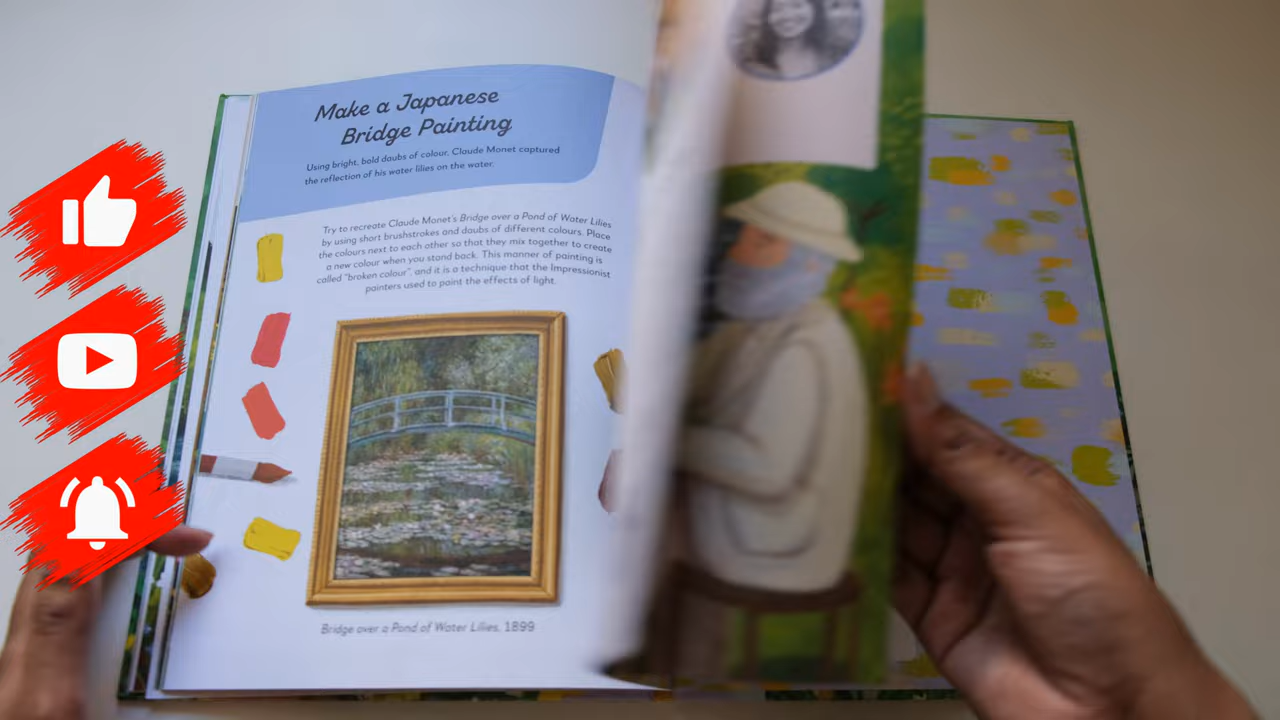 Make a Japanese
Bridge Painting
Using bright, bold daubs of colour, Claude Monet captured
the reflection of his water lilies on the water.
Try to recreate Claude Monet's Bridge over a Pond of Water Lilies
by using short brushstrokes and daubs of different colours. Place
the colours next to each other so that they mix together to create
a new colour when you stand back. This manner of painting is
called "broken colour", and it is a technique that the Impressionist
painters used to paint the effects of light.
Bridge over a Pond of Water Lilies, 1899